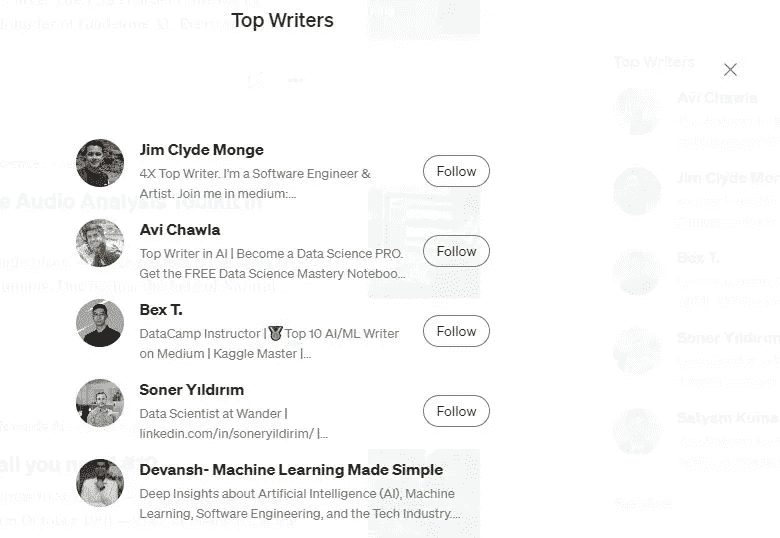 Top Writers
Jim Clyde Monge
4X Top Writer. I'm a Software Engineer &
Artist. Join me in medium:...
Follow
Avi Chawla
Top Writer in AI | Become a Data Science PRO.
Get the FREE Data Science Mastery Noteboo...
Follow
Bex T.
DataCamp Instructor |🎖Top 10 AI/ML Writer
on Medium | Kaggle Master |...
Follow
Soner Yıldırım
Data Scientist at Wander |
linkedin.com/in/soneryildirim/ |...
Follow
Devansh- Machine Learning Made Simple
Deep Insights about Artificial Intelligence (AI), Machine
Learning, Software Engineering, and the Tech Industry....
Top Writers
Avi Chawla
Jim Clyde Mon
Bex T.
Soner Yıldırım
Satyam Kuma